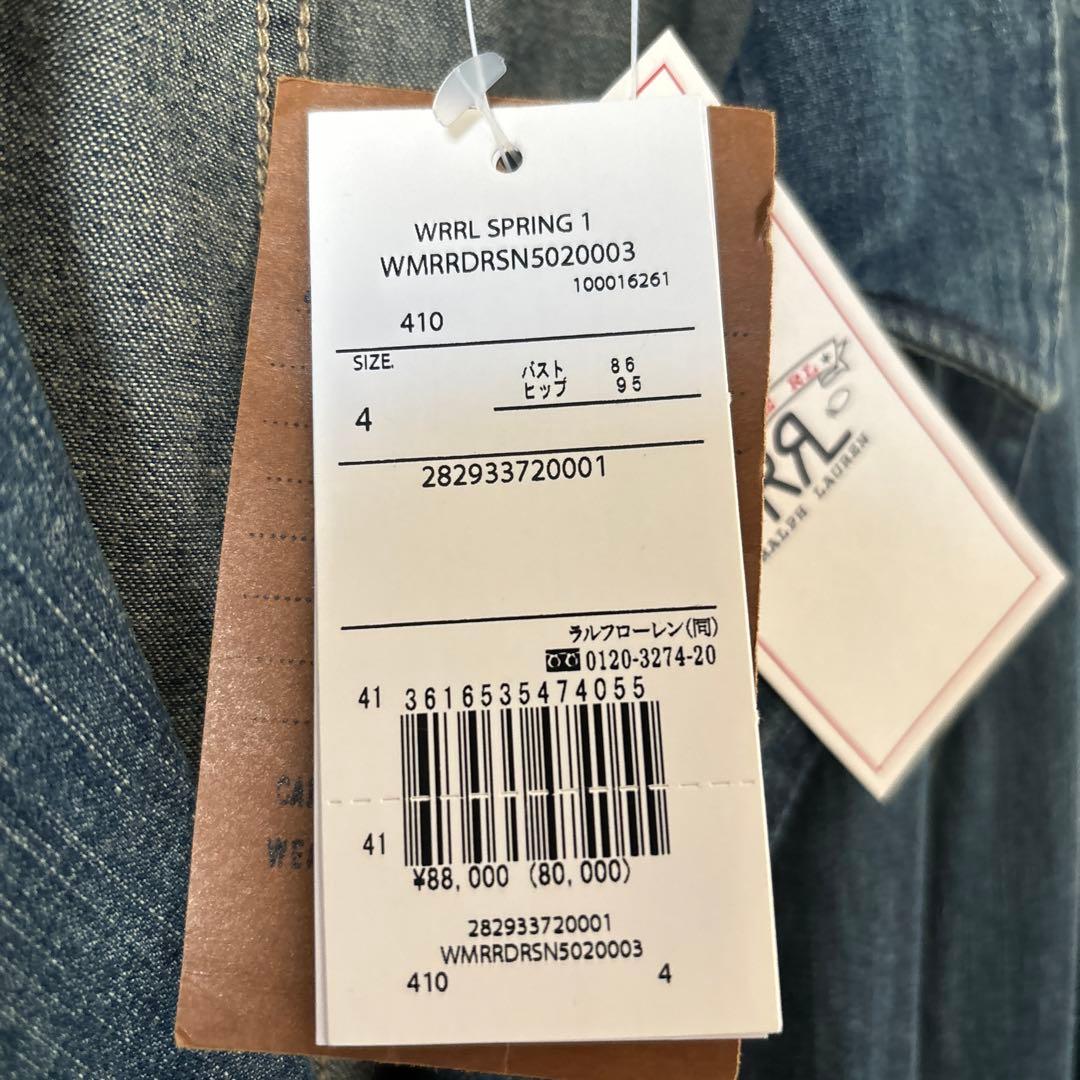 WRRL SPRING 1
WMRRDRSN5020003
100016261
410
SIZE.
バスト 86
ヒップ 95
4
282933720001
ラルフローレン(同)
0120-3274-20
41 3616535474055
41
¥88,000 (80,000)
282933720001
WMRRDRSN5020003
410 4
RL
RRL
RALPH LAUREN